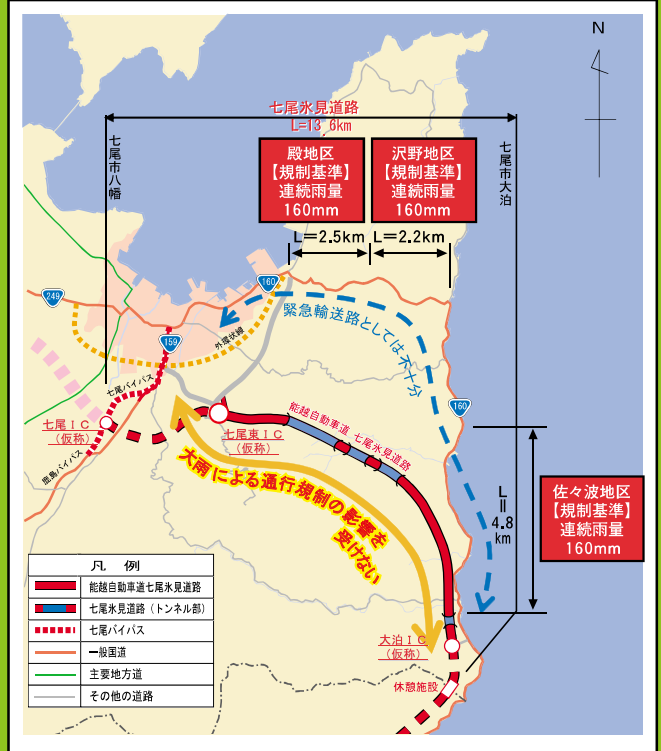 N
七尾氷見道路
L=13.6km
七尾市八幡
七尾市大泊
殿地区
【規制基準】
連続雨量
160mm
沢野地区
【規制基準】
連続雨量
160mm
L=2.5km
L=2.2km
249
160
159
外環状線
緊急輸送路としては不十分
七尾バイパス
160
七尾IC
(仮称)
鹿島バイパス
七尾東IC
(仮称)
能越自動車道 七尾氷見道路
大雨による通行規制の影響を
受けない
L=4.8km
佐々波地区
【規制基準】
連続雨量
160mm
大泊IC
(仮称)
休憩施設
凡 例
能越自動車道七尾氷見道路
七尾氷見道路(トンネル部)
七尾バイパス
一般国道
主要地方道
その他の道路